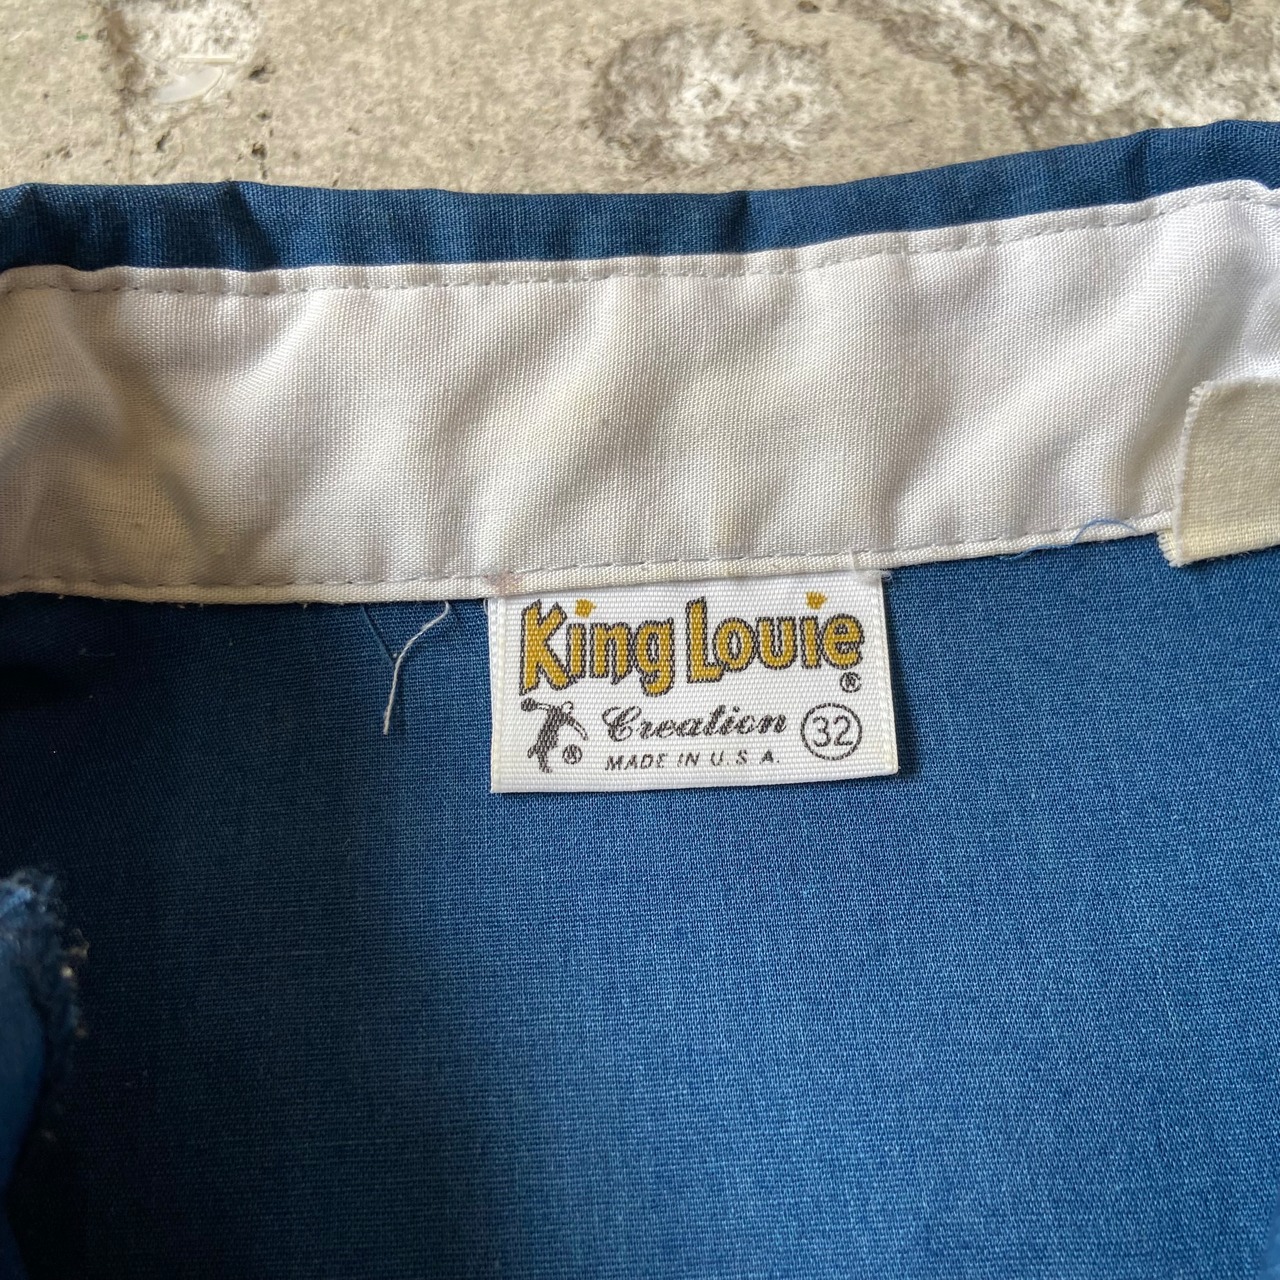 King Louie
®
Creation 32
®
MADE IN U.S.A.